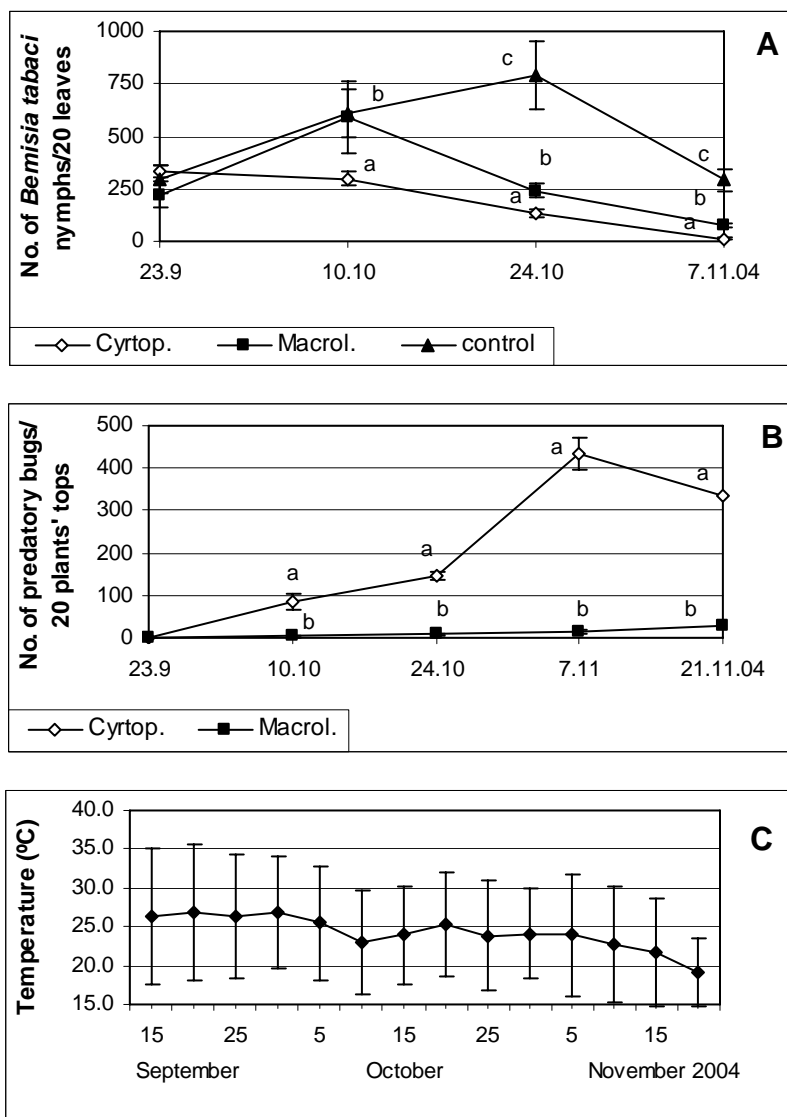 A
No. of Bemisia tabaci
nymphs/20 leaves
1000
750
500
250
0
b
a
c
b
a
c
b
a
23.9 10.10 24.10 7.11.04
Cyrtop. Macrol. control
B
No. of predatory bugs/
20 plants' tops
500
400
300
200
100
0
a
b
a
b
a
b
a
b
23.9 10.10 24.10 7.11 21.11.04
Cyrtop. Macrol.
C
Temperature (ºC)
40.0
35.0
30.0
25.0
20.0
15.0
15 25 5 15 25 5 15
September October November 2004